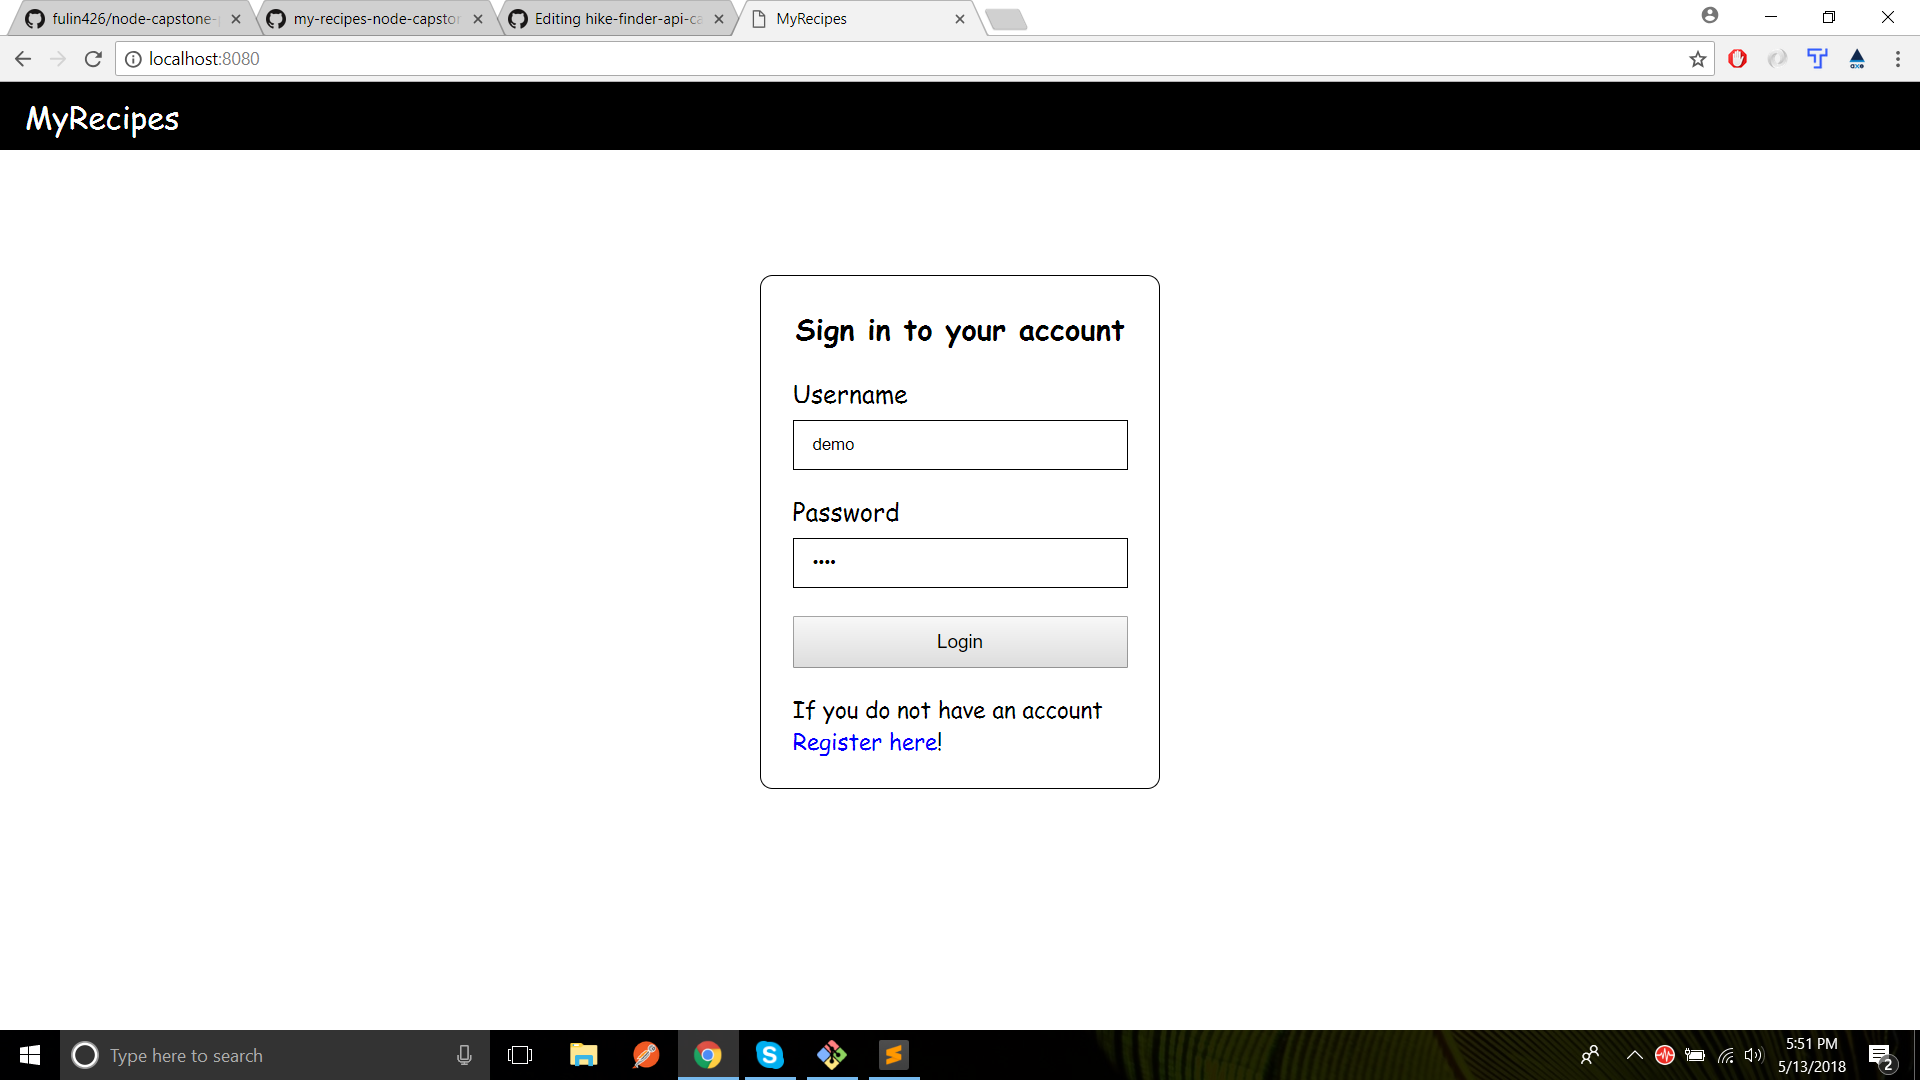 fulin426/node-capstone-
my-recipes-node-capsto
Editing hike-finder-api-ca
MyRecipes
localhost:8080
MyRecipes
Sign in to your account
Username
demo
Password
••••
Login
If you do not have an account
Register here!
Type here to search
5:51 PM
5/13/2018
2